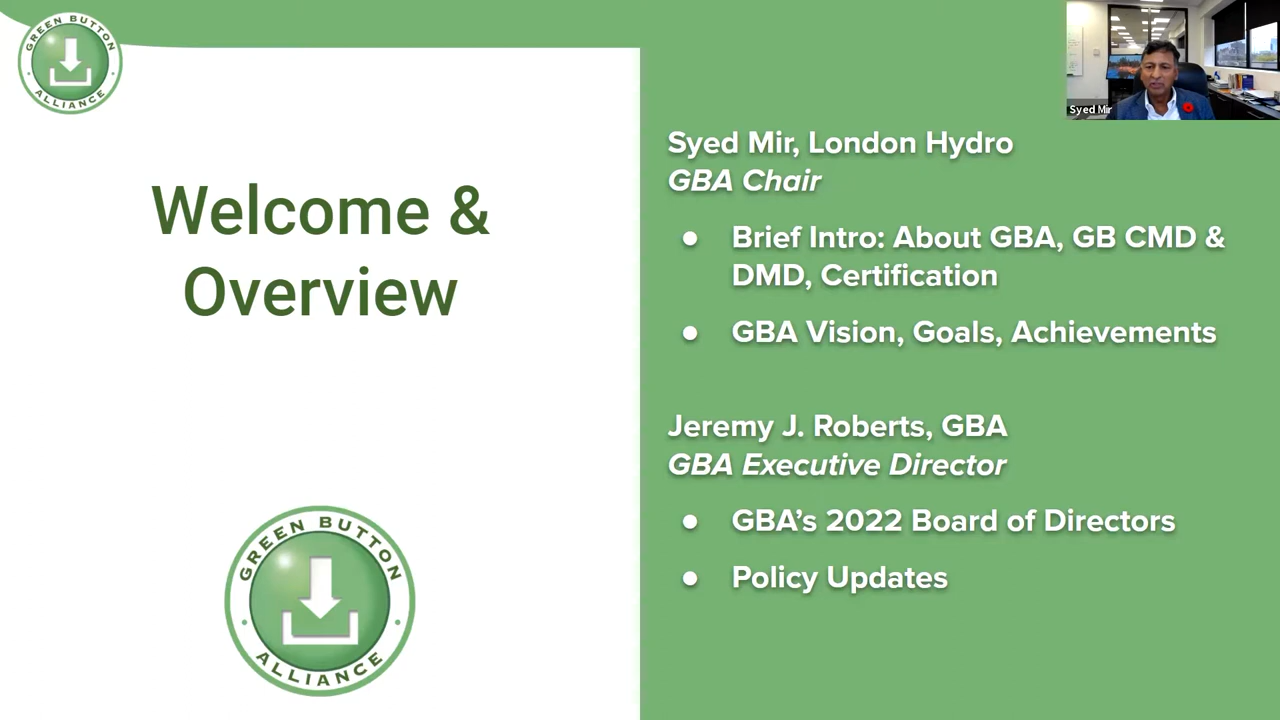 GREEN BUTTON
ALLIANCE
Syed Mir
Welcome &
Overview
GREEN BUTTON
ALLIANCE
Syed Mir, London Hydro
GBA Chair
● Brief Intro: About GBA, GB CMD &
DMD, Certification
● GBA Vision, Goals, Achievements
Jeremy J. Roberts, GBA
GBA Executive Director
● GBA’s 2022 Board of Directors
● Policy Updates